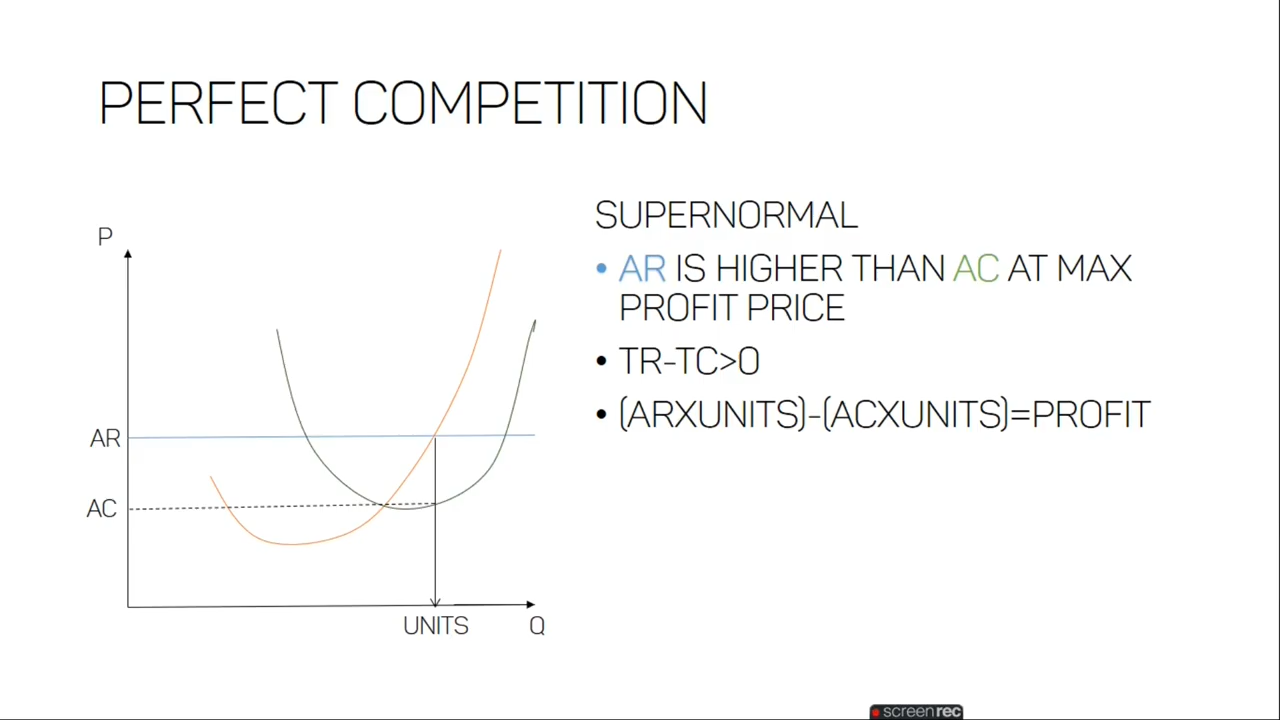 PERFECT COMPETITION
SUPERNORMAL
• AR IS HIGHER THAN AC AT MAX
PROFIT PRICE
• TR-TC>0
• (ARXUNITS)-(ACXUNITS)=PROFIT
P
AR
AC
UNITS
Q
screenrec